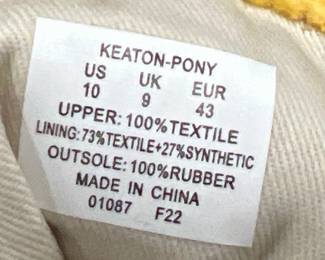 KEATON-PONY
US UK EUR
10 9 43
UPPER: 100%TEXTILE
LINING: 73%TEXTILE+27%SYNTHETIC
OUTSOLE: 100%RUBBER
MADE IN CHINA
01087 F22